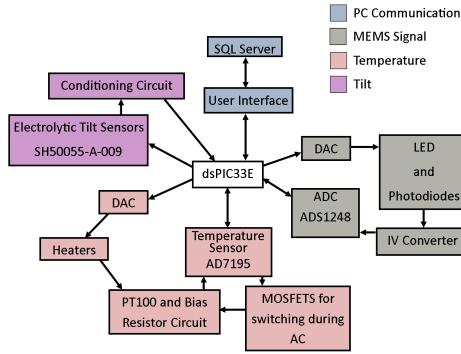 PC Communication
MEMS Signal
Temperature
Tilt
SQL Server
User Interface
Conditioning Circuit
Electrolytic Tilt Sensors
SH50055-A-009
dsPIC33E
DAC
LED
and
Photodiodes
ADC
ADS1248
IV Converter
DAC
Heaters
Temperature
Sensor
AD7195
PT100 and Bias
Resistor Circuit
MOSFETS for
switching during
AC